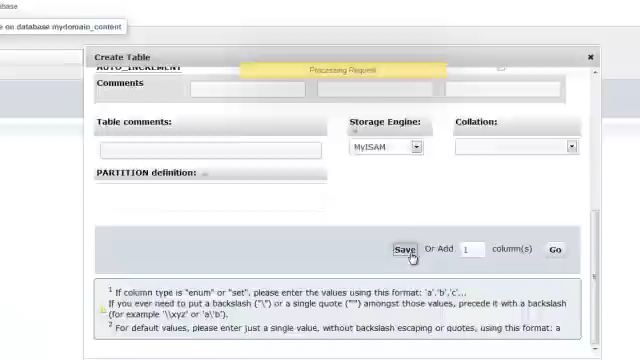 base
e on database mydomain_content
Create Table
AUTO_INCREMENT
Processing Request
Comments
Table comments:
Storage Engine:
Collation:
MyISAM
PARTITION definition:
Save Or Add 1 column(s) Go
1 If column type is "enum" or "set", please enter the values using this format: 'a','b','c'...
If you ever need to put a backslash ("\") or a single quote ("'") amongst those values, precede it with a backslash
(for example '\\xyz' or 'a\'b').
2 For default values, please enter just a single value, without backslash escaping or quotes, using this format: a